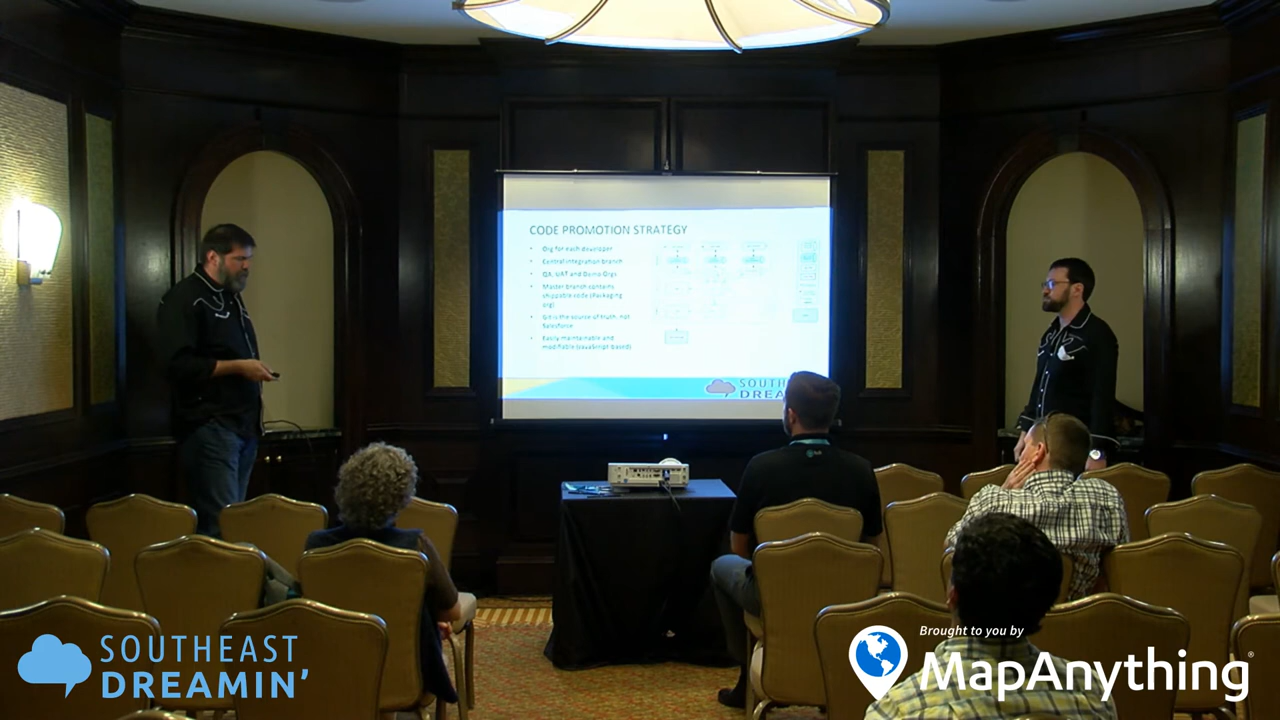 CODE PROMOTION STRATEGY
• Org for each developer
• Central integration branch
• QA, UAT and Demo Orgs
• Master branch contains
shippable code (Packaging
org)
• Git is the source of truth, not
Salesforce
• Easily maintainable and
modifiable (JavaScript based)
SOUTH
DREA
SOUTHEAST
DREAMIN'
Brought to you by
MapAnything®